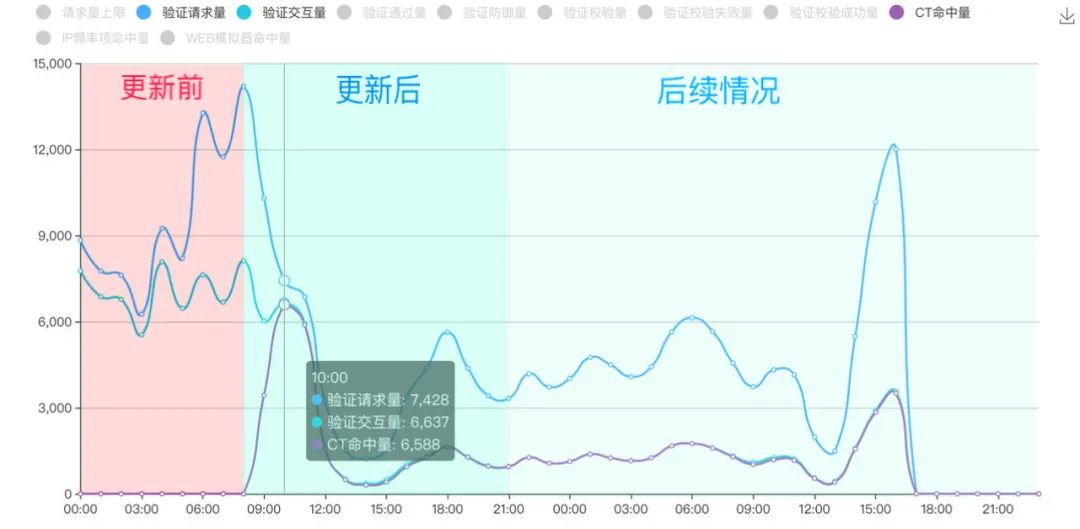 请求量上限 验证请求量 验证交互量 验证通过量 验证防御量 验证校验量 验证校验失败量 验证校验成功量 CT命中量
IP频率项命中量 WEB模拟器命中量
15,000
更新前 更新后 后续情况
12,000
9,000
6,000
10:00
验证请求量: 7,428
3,000
验证交互量: 6,637
CT命中量: 6,588
0
00:00 03:00 06:00 09:00 12:00 15:00 18:00 21:00 00:00 03:00 06:00 09:00 12:00 15:00 18:00 21:00